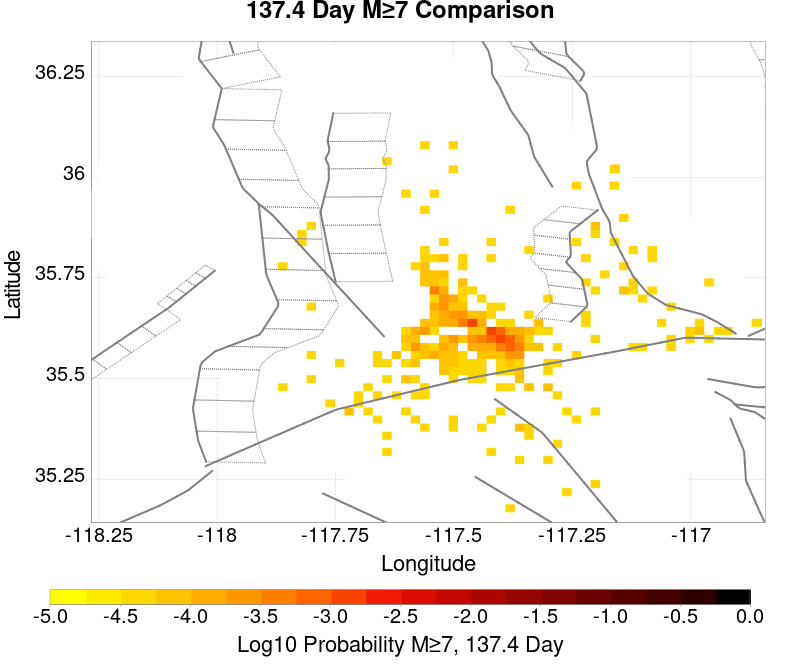 137.4 Day M≥7 Comparison
36.25
36
35.75
35.5
35.25
Latitude
-118.25 -118 -117.75 -117.5 -117.25 -117
Longitude
-5.0 -4.5 -4.0 -3.5 -3.0 -2.5 -2.0 -1.5 -1.0 -0.5 0.0
Log10 Probability M≥7, 137.4 Day